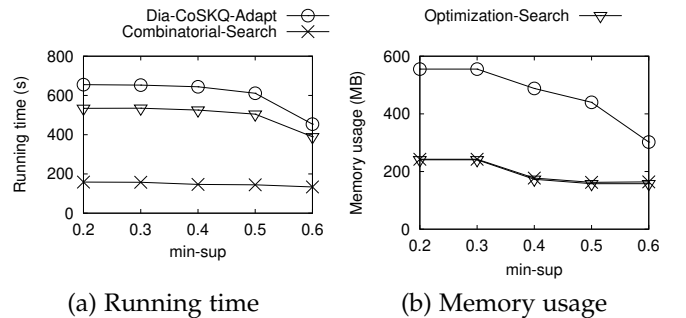 Dia-CoSKQ-Adapt
Combinatorial-Search
Optimization-Search
Running time (s)
800
600
400
200
0
0.2 0.3 0.4 0.5 0.6
min-sup
(a) Running time
Memory usage (MB)
600
400
200
0
0.2 0.3 0.4 0.5 0.6
min-sup
(b) Memory usage